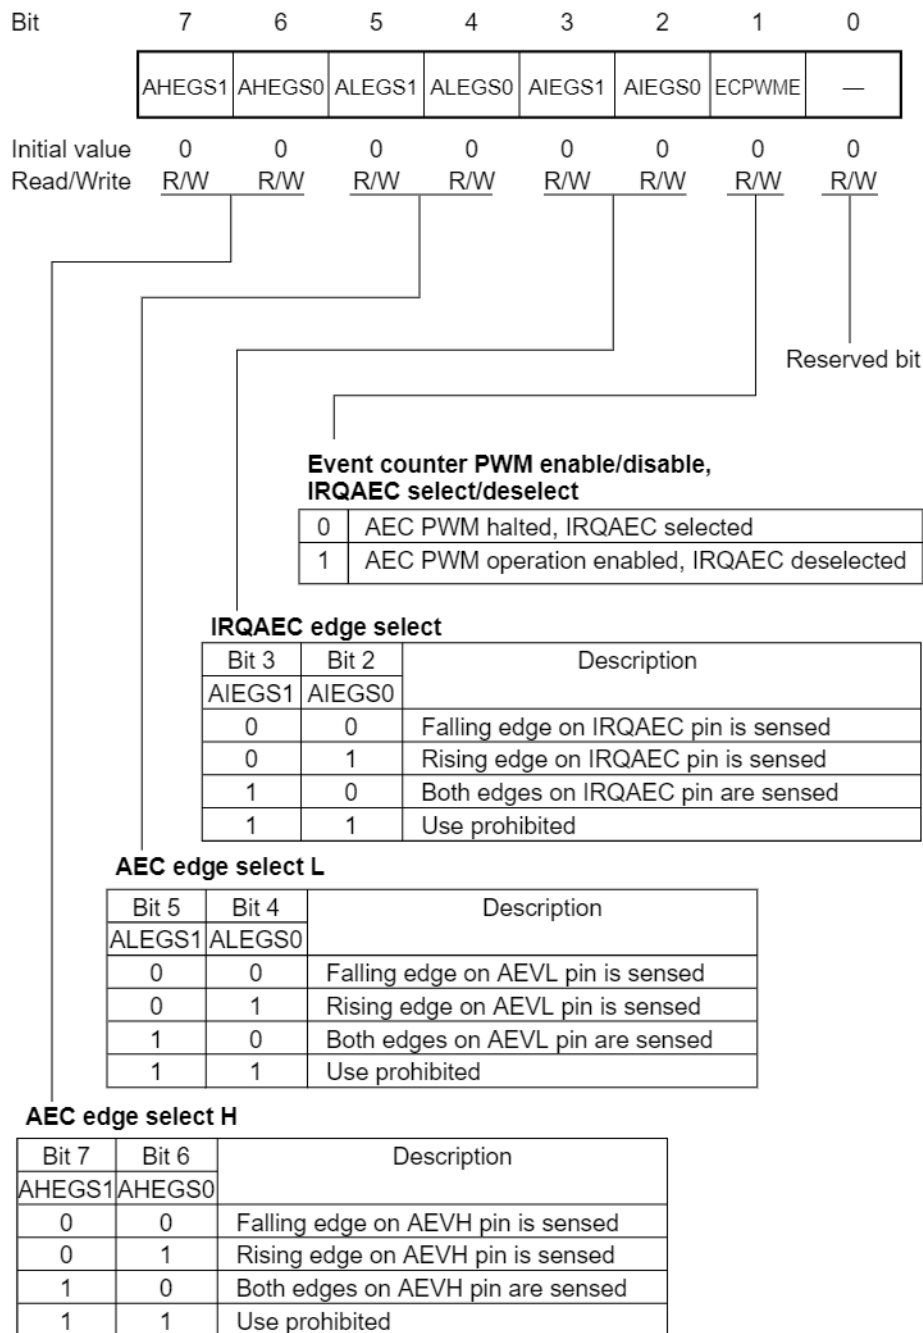 Bit 7 6 5 4 3 2 1 0
AHEGS1 AHEGS0 ALEGS1 ALEGS0 AIEGS1 AIEGS0 ECPWME —
Initial value 0 0 0 0 0 0 0 0
Read/Write R/W R/W R/W R/W R/W R/W R/W R/W
Reserved bit
Event counter PWM enable/disable,
IRQAEC select/deselect
0 AEC PWM halted, IRQAEC selected
1 AEC PWM operation enabled, IRQAEC deselected
IRQAEC edge select
Bit 3 Bit 2 Description
AIEGS1 AIEGS0
0 0 Falling edge on IRQAEC pin is sensed
0 1 Rising edge on IRQAEC pin is sensed
1 0 Both edges on IRQAEC pin are sensed
1 1 Use prohibited
AEC edge select L
Bit 5 Bit 4 Description
ALEGS1 ALEGS0
0 0 Falling edge on AEVL pin is sensed
0 1 Rising edge on AEVL pin is sensed
1 0 Both edges on AEVL pin are sensed
1 1 Use prohibited
AEC edge select H
Bit 7 Bit 6 Description
AHEGS1 AHEGS0
0 0 Falling edge on AEVH pin is sensed
0 1 Rising edge on AEVH pin is sensed
1 0 Both edges on AEVH pin are sensed
1 1 Use prohibited